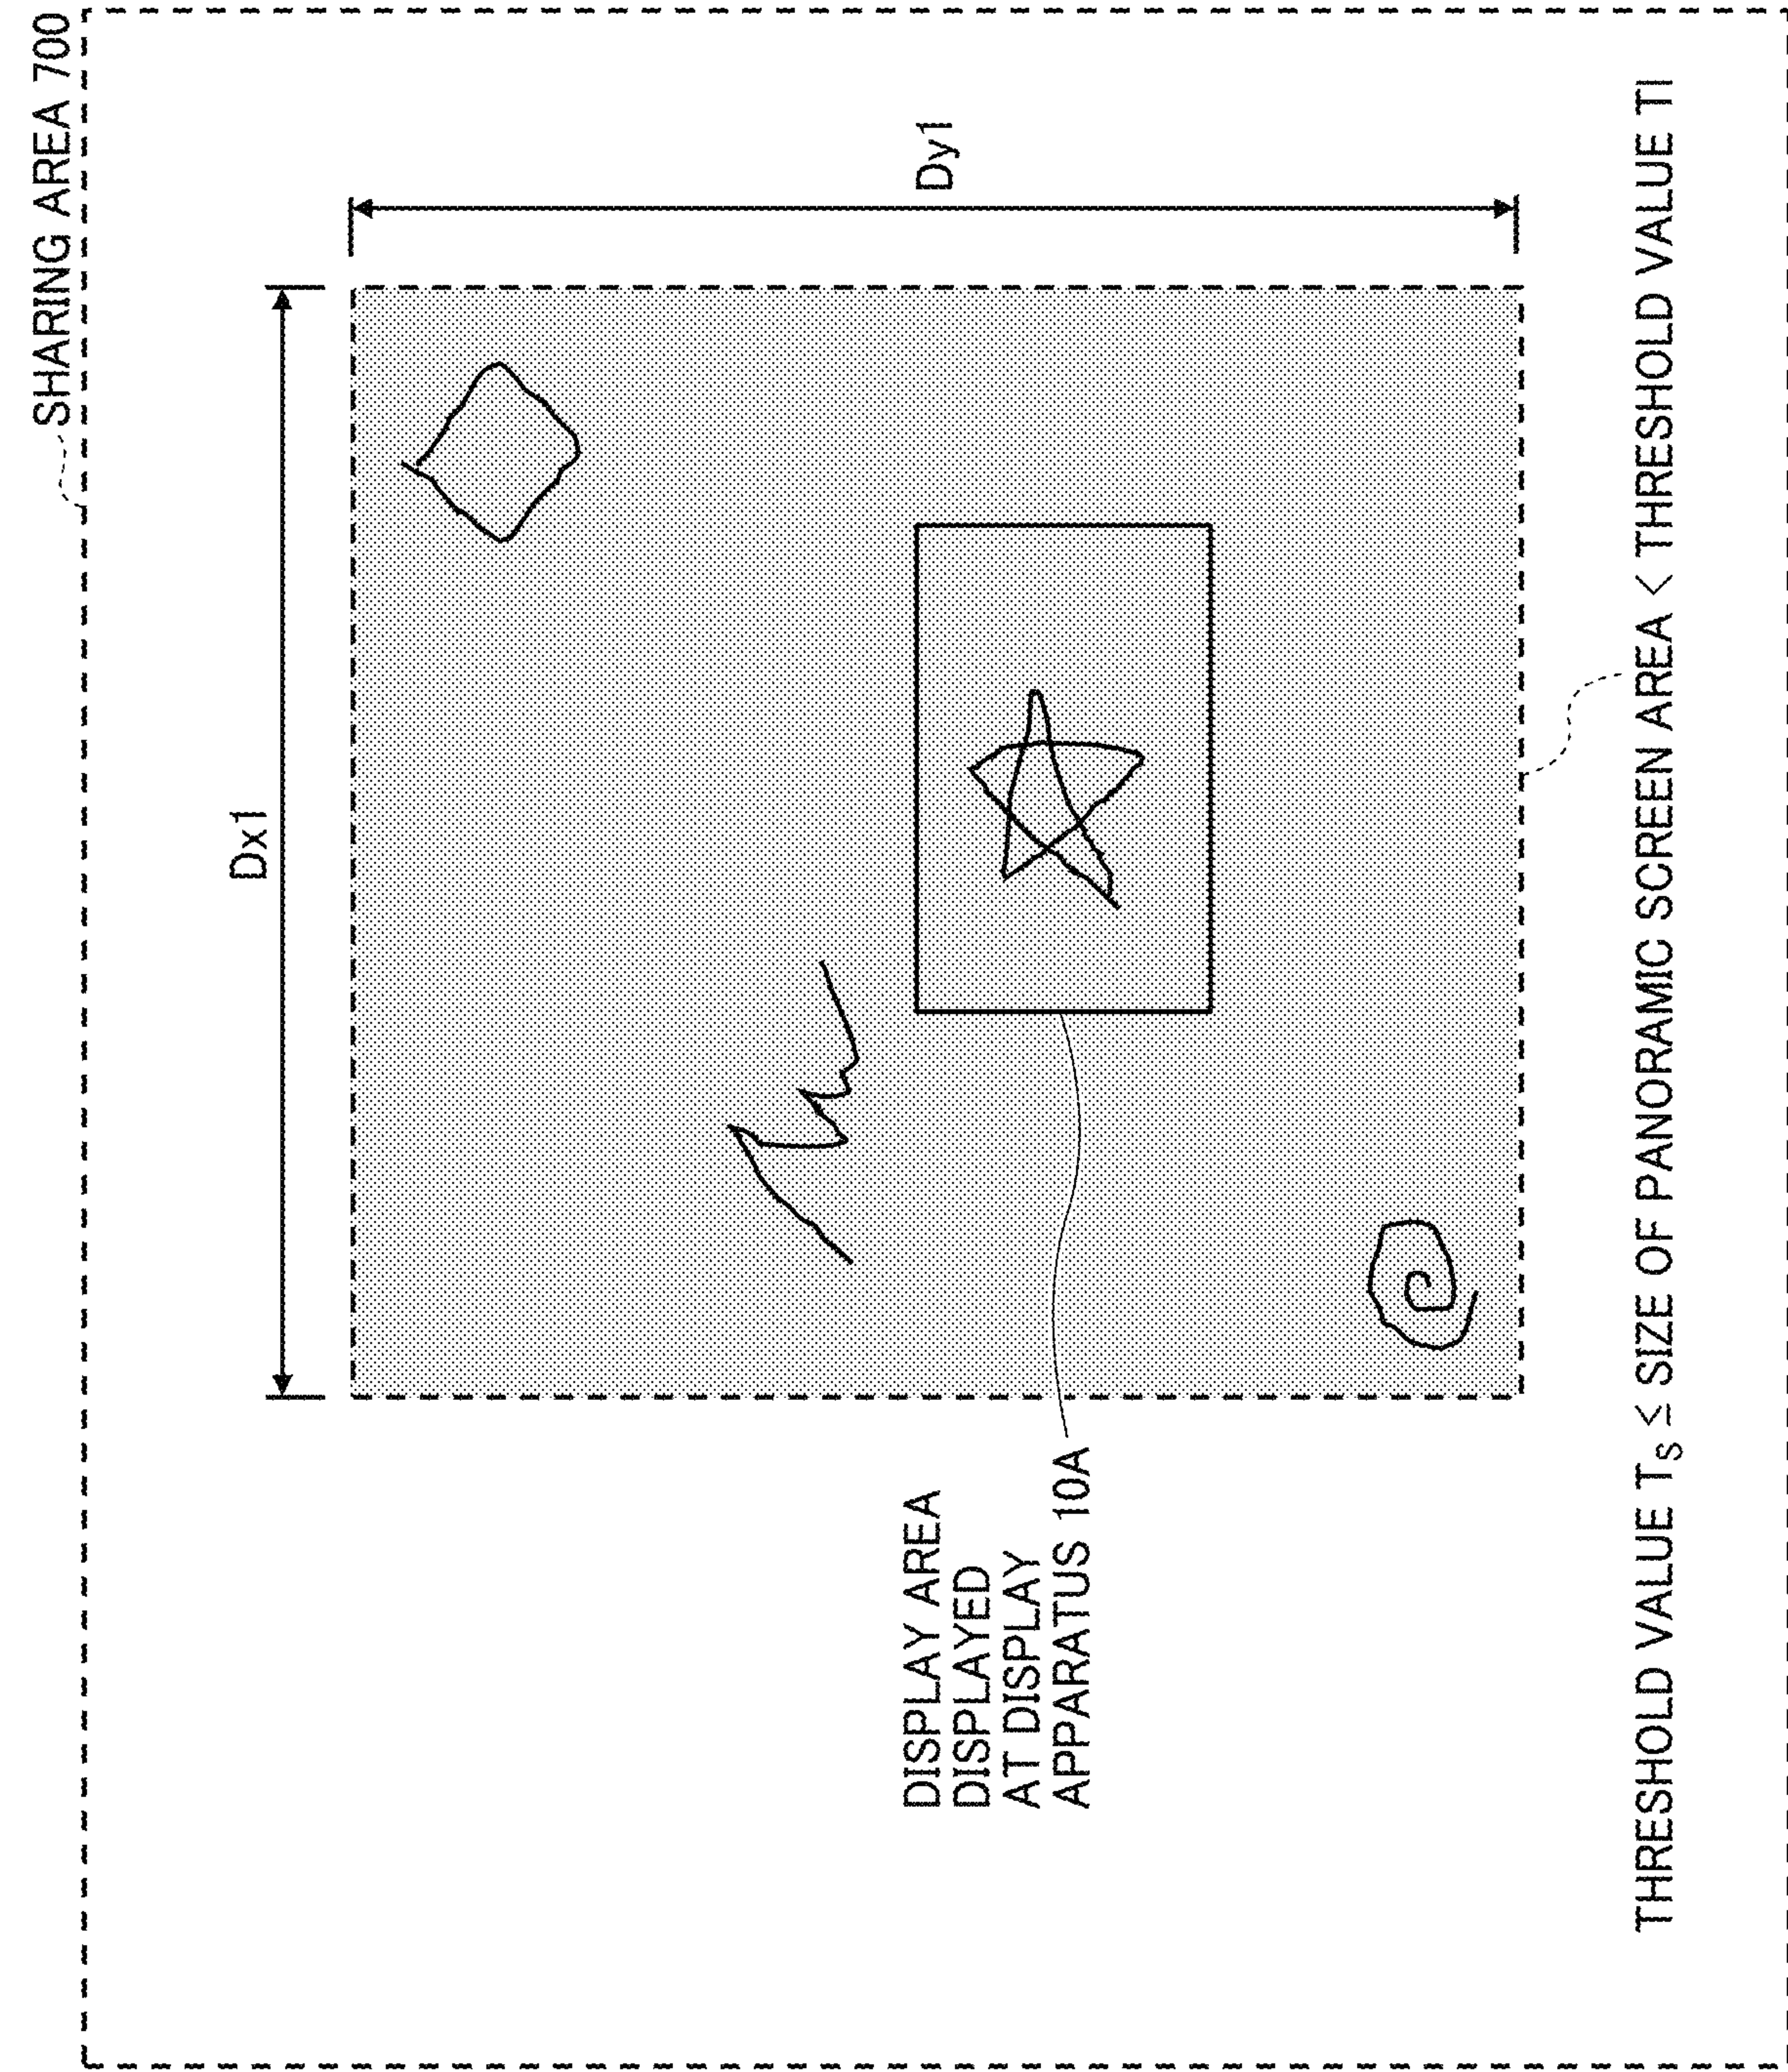 SHARING AREA 700
Dx1
Dy1
DISPLAY AREA
DISPLAYED
AT DISPLAY
APPARATUS 10A
THRESHOLD VALUE Ts ≤ SIZE OF PANORAMIC SCREEN AREA < THRESHOLD VALUE Tl